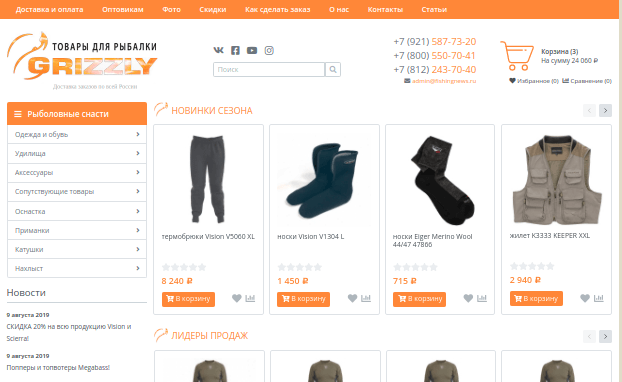 Доставка и оплата Оптовикам Фото Скидки Как сделать заказ О нас Контакты Статьи
ТОВАРЫ ДЛЯ РЫБАЛКИ
GRIZZLY
Доставка заказов по всей России
Поиск
+7 (921) 587-73-20
+7 (800) 550-70-41
+7 (812) 243-70-40
admin@fishingnews.ru
Корзина (3)
На сумму 24 060 ₽
Избранное (0) Сравнение (0)
Рыболовные снасти
Одежда и обувь
Удилища
Аксессуары
Сопутствующие товары
Оснастка
Приманки
Катушки
Нахлыст
Новости
9 августа 2019
СКИДКА 20% на всю продукцию Vision и
Scierra!
9 августа 2019
Попперы и топвотеры Megabass!
НОВИНКИ СЕЗОНА
термобрюки Vision V5060 XL
8 240 ₽
В корзину
носки Vision V1304 L
1 450 ₽
В корзину
носки Eiger Merino Wool
44/47 47866
715 ₽
В корзину
жилет K3333 KEEPER XXL
2 940 ₽
В корзину
ЛИДЕРЫ ПРОДАЖ